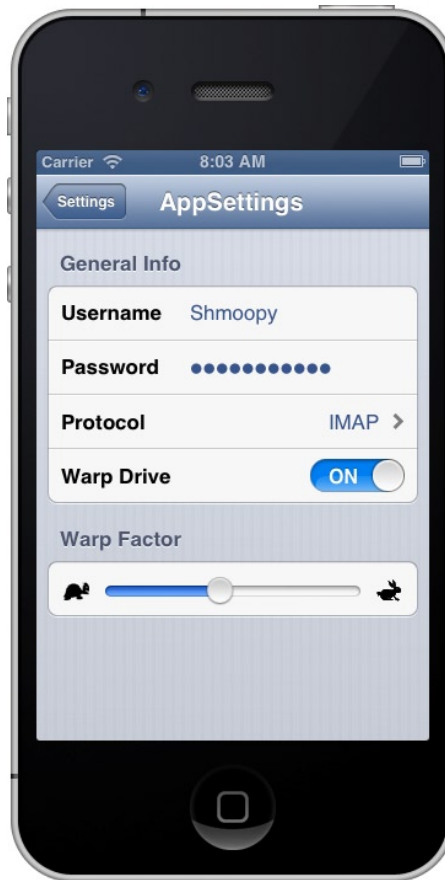 Carrier 8:03 AM
Settings AppSettings
General Info
Username Shmoopy
Password ●●●●●●●●●●●
Protocol IMAP >
Warp Drive ON
Warp Factor